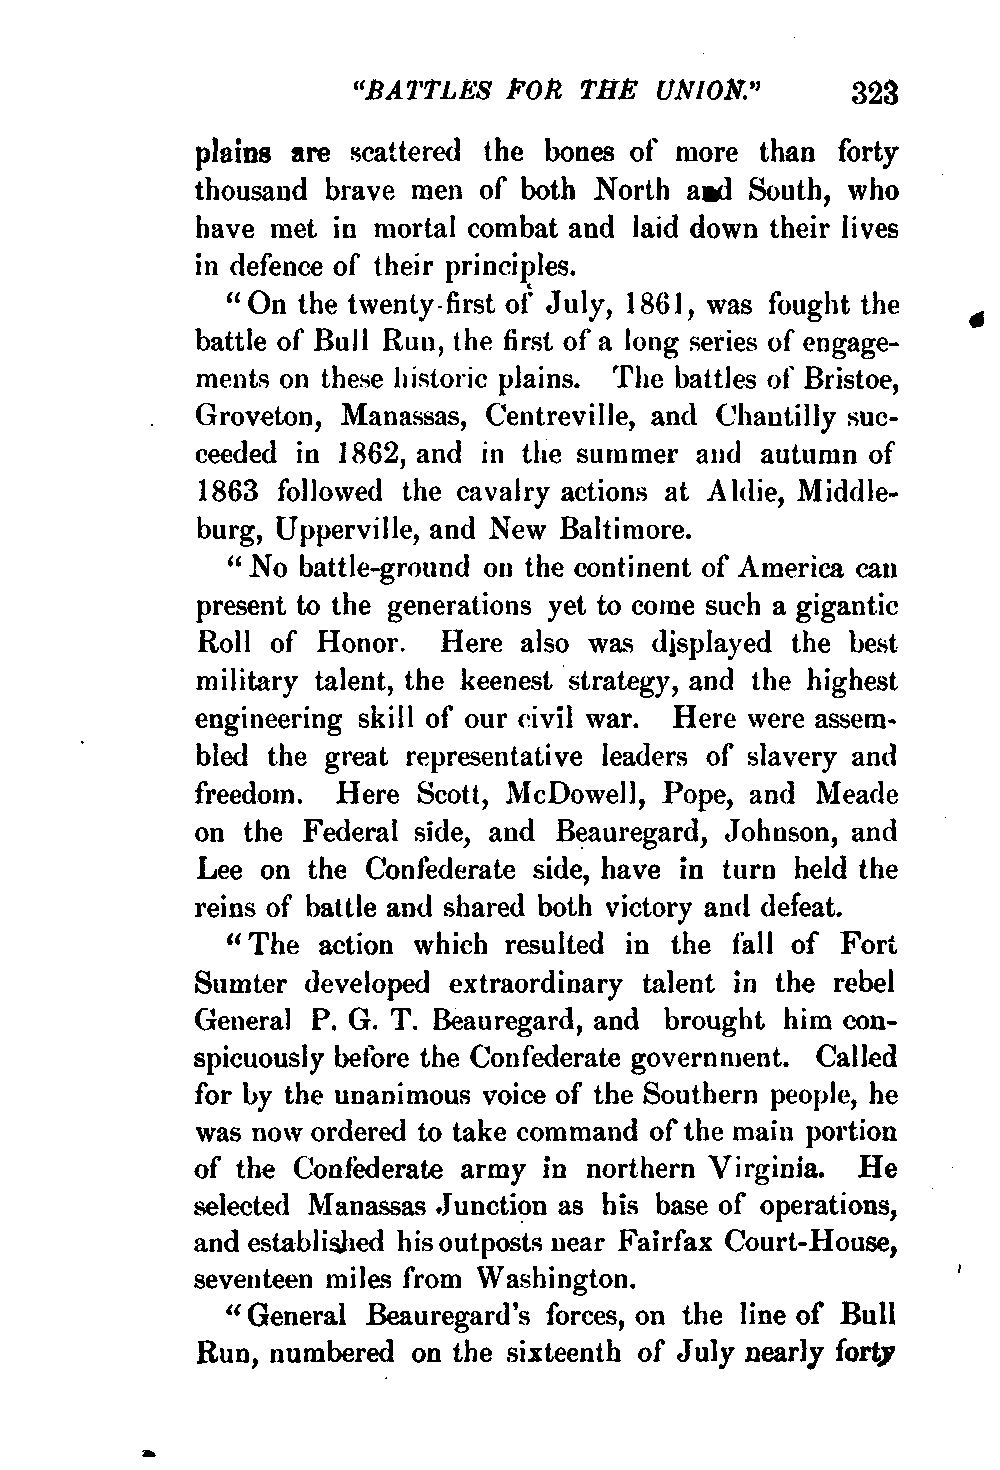 "BATTLES FOR THE UNION." 323
plains are scattered the bones of more than forty
thousand brave men of both North and South, who
have met in mortal combat and laid down their lives
in defence of their principles.
"On the twenty-first of July, 1861, was fought the
battle of Bull Run, the first of a long series of engage-
ments on these historic plains. The battles of Bristoe,
Groveton, Manassas, Centreville, and Chantilly suc-
ceeded in 1862, and in the summer and autumn of
1863 followed the cavalry actions at Aldie, Middle-
burg, Upperville, and New Baltimore.
"No battle-ground on the continent of America can
present to the generations yet to come such a gigantic
Roll of Honor. Here also was displayed the best
military talent, the keenest strategy, and the highest
engineering skill of our civil war. Here were assem-
bled the great representative leaders of slavery and
freedom. Here Scott, McDowell, Pope, and Meade
on the Federal side, and Beauregard, Johnson, and
Lee on the Confederate side, have in turn held the
reins of battle and shared both victory and defeat.
"The action which resulted in the fall of Fort
Sumter developed extraordinary talent in the rebel
General P. G. T. Beauregard, and brought him con-
spicuously before the Confederate government. Called
for by the unanimous voice of the Southern people, he
was now ordered to take command of the main portion
of the Confederate army in northern Virginia. He
selected Manassas Junction as his base of operations,
and established his outposts near Fairfax Court-House,
seventeen miles from Washington.
"General Beauregard's forces, on the line of Bull
Run, numbered on the sixteenth of July nearly forty